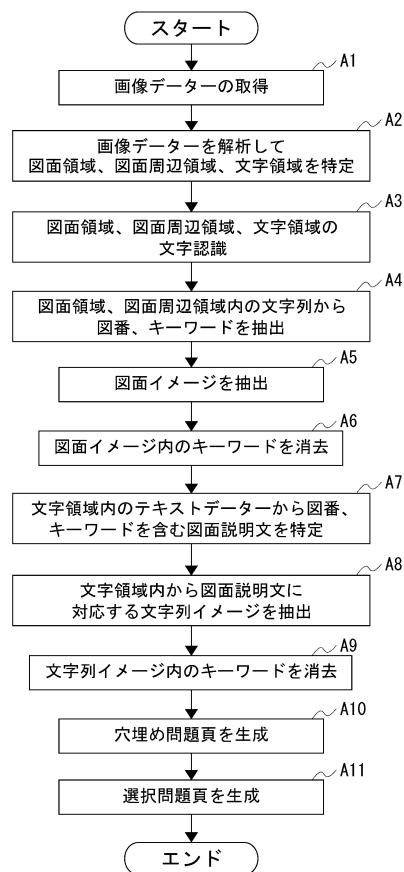 スタート
A1
画像データーの取得
A2
画像データーを解析して
図面領域、図面周辺領域、文字領域を特定
A3
図面領域、図面周辺領域、文字領域の
文字認識
A4
図面領域、図面周辺領域内の文字列から
図番、キーワードを抽出
A5
図面イメージを抽出
A6
図面イメージ内のキーワードを消去
A7
文字領域内のテキストデーターから図番、
キーワードを含む図面説明文を特定
A8
文字領域内から図面説明文に
対応する文字列イメージを抽出
A9
文字列イメージ内のキーワードを消去
A10
穴埋め問題頁を生成
A11
選択問題頁を生成
エンド